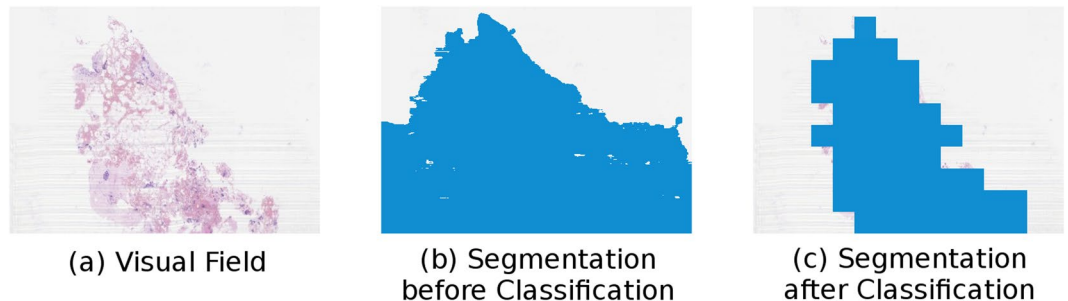 (a) Visual Field
(b) Segmentation
before Classification
(c) Segmentation
after Classification